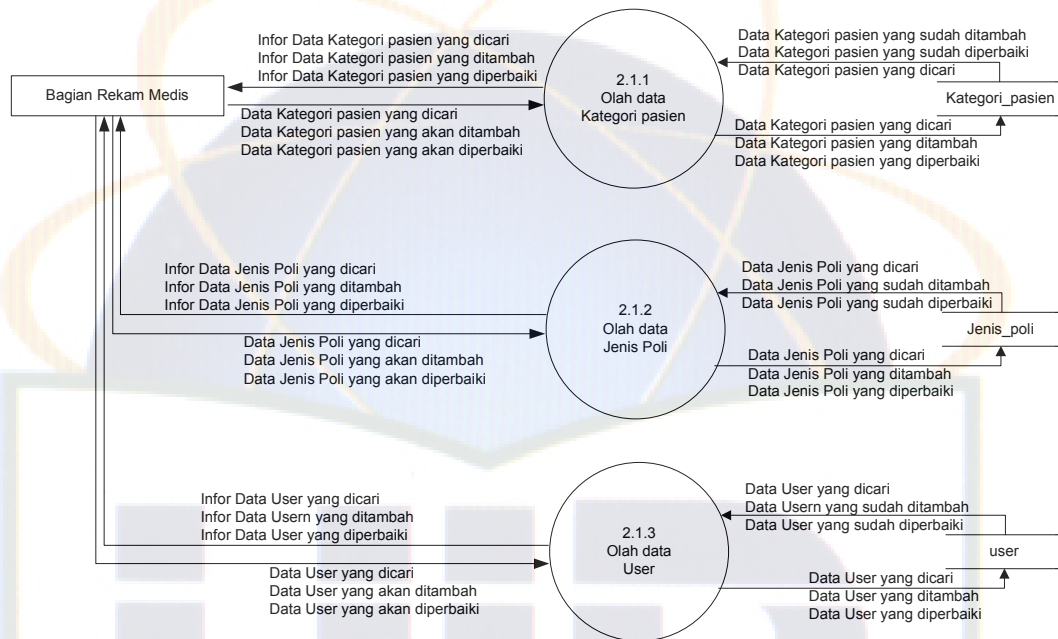 Infor Data Kategori pasien yang dicari
Infor Data Kategori pasien yang ditambah
Infor Data Kategori pasien yang diperbaiki
Bagian Rekam Medis
Data Kategori pasien yang dicari
Data Kategori pasien yang akan ditambah
Data Kategori pasien yang akan diperbaiki
2.1.1
Olah data
Kategori pasien
Data Kategori pasien yang sudah ditambah
Data Kategori pasien yang sudah diperbaiki
Data Kategori pasien yang dicari
Kategori_pasien
Data Kategori pasien yang dicari
Data Kategori pasien yang ditambah
Data Kategori pasien yang diperbaiki
Infor Data Jenis Poli yang dicari
Infor Data Jenis Poli yang ditambah
Infor Data Jenis Poli yang diperbaiki
Data Jenis Poli yang dicari
Data Jenis Poli yang akan ditambah
Data Jenis Poli yang akan diperbaiki
2.1.2
Olah data
Jenis Poli
Data Jenis Poli yang dicari
Data Jenis Poli yang sudah ditambah
Data Jenis Poli yang sudah diperbaiki
Jenis_poli
Data Jenis Poli yang dicari
Data Jenis Poli yang ditambah
Data Jenis Poli yang diperbaiki
Infor Data User yang dicari
Infor Data Usern yang ditambah
Infor Data User yang diperbaiki
Data User yang dicari
Data User yang akan ditambah
Data User yang akan diperbaiki
2.1.3
Olah data
User
Data User yang dicari
Data Usern yang sudah ditambah
Data User yang sudah diperbaiki
user
Data User yang dicari
Data User yang ditambah
Data User yang diperbaiki